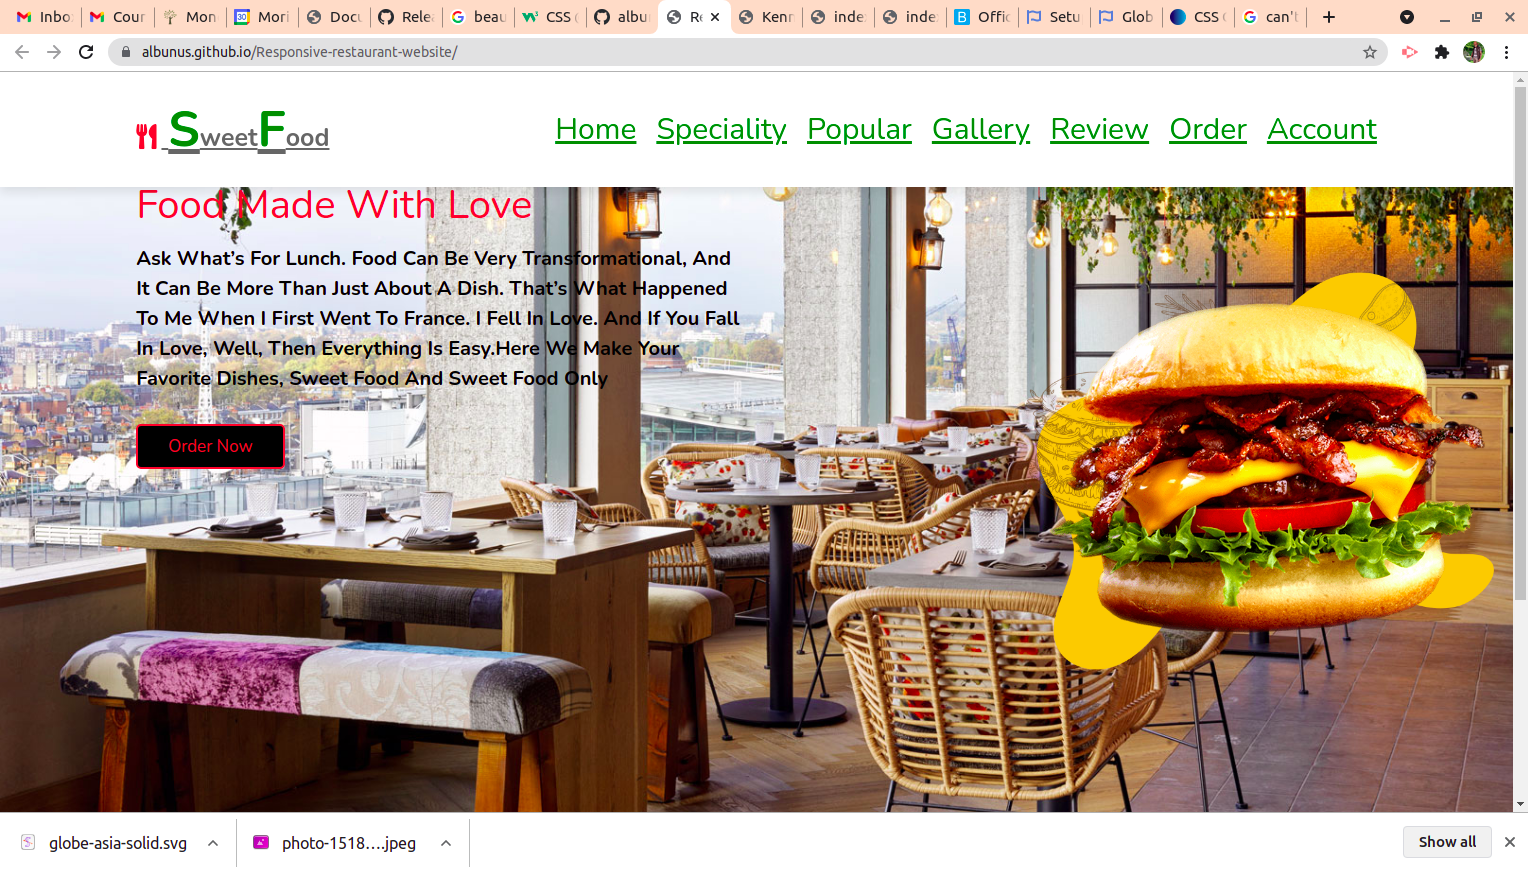 Inbo
Cour
Mon
Mori
Docu
Relea
beau
CSS
albu
Re
Kenn
inde
inde
Offic
Setu
Glob
CSS
can't
albunus.github.io/Responsive-restaurant-website/
SweetFood
Home Speciality Popular Gallery Review Order Account
Food Made With Love
Ask What's For Lunch. Food Can Be Very Transformational, And
It Can Be More Than Just About A Dish. That's What Happened
To Me When I First Went To France. I Fell In Love. And If You Fall
In Love, Well, Then Everything Is Easy.Here We Make Your
Favorite Dishes, Sweet Food And Sweet Food Only
Order Now
globe-asia-solid.svg
photo-1518....jpeg
Show all